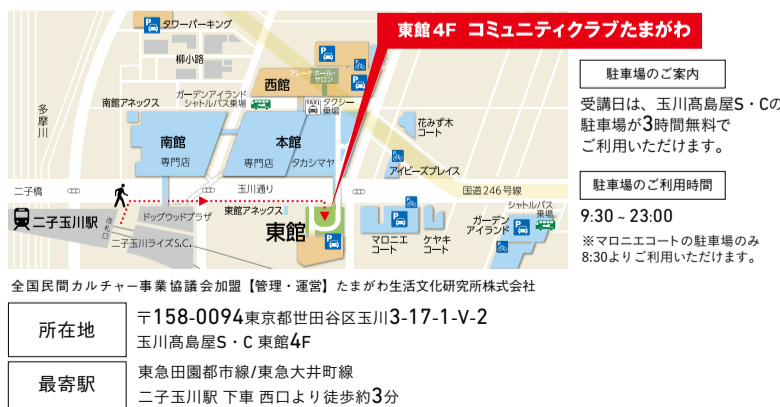 タワーパーキング
東館4F コミュニティクラブたまがわ
柳小路
アレーナホール・サロン
西館
南館アネックス
ガーデンアイランド
シャトルバス乗場
TAXI
タクシー
乗場
多摩川
南館
専門店
本館
専門店
タカシマヤ
花みず木
コート
アイビーズプレイス
二子橋
玉川通り
国道246号線
シャトルバス
乗場
二子玉川駅
改札口
ドッグウッドプラザ
東館アネックス
東館
二子玉川ライズS.C.
マロニエ
コート
ケヤキ
コート
ガーデン
アイランド
駐車場のご案内
受講日は、玉川髙島屋S・Cの
駐車場が3時間無料で
ご利用いただけます。
駐車場のご利用時間
9:30 ~ 23:00
※マロニエコートの駐車場のみ
8:30よりご利用いただけます。
全国民間カルチャー事業協議会加盟【管理・運営】たまがわ生活文化研究所株式会社
所在地
〒158-0094東京都世田谷区玉川3-17-1-V-2
玉川髙島屋S・C 東館4F
最寄駅
東急田園都市線/東急大井町線
二子玉川駅 下車 西口より徒歩約3分